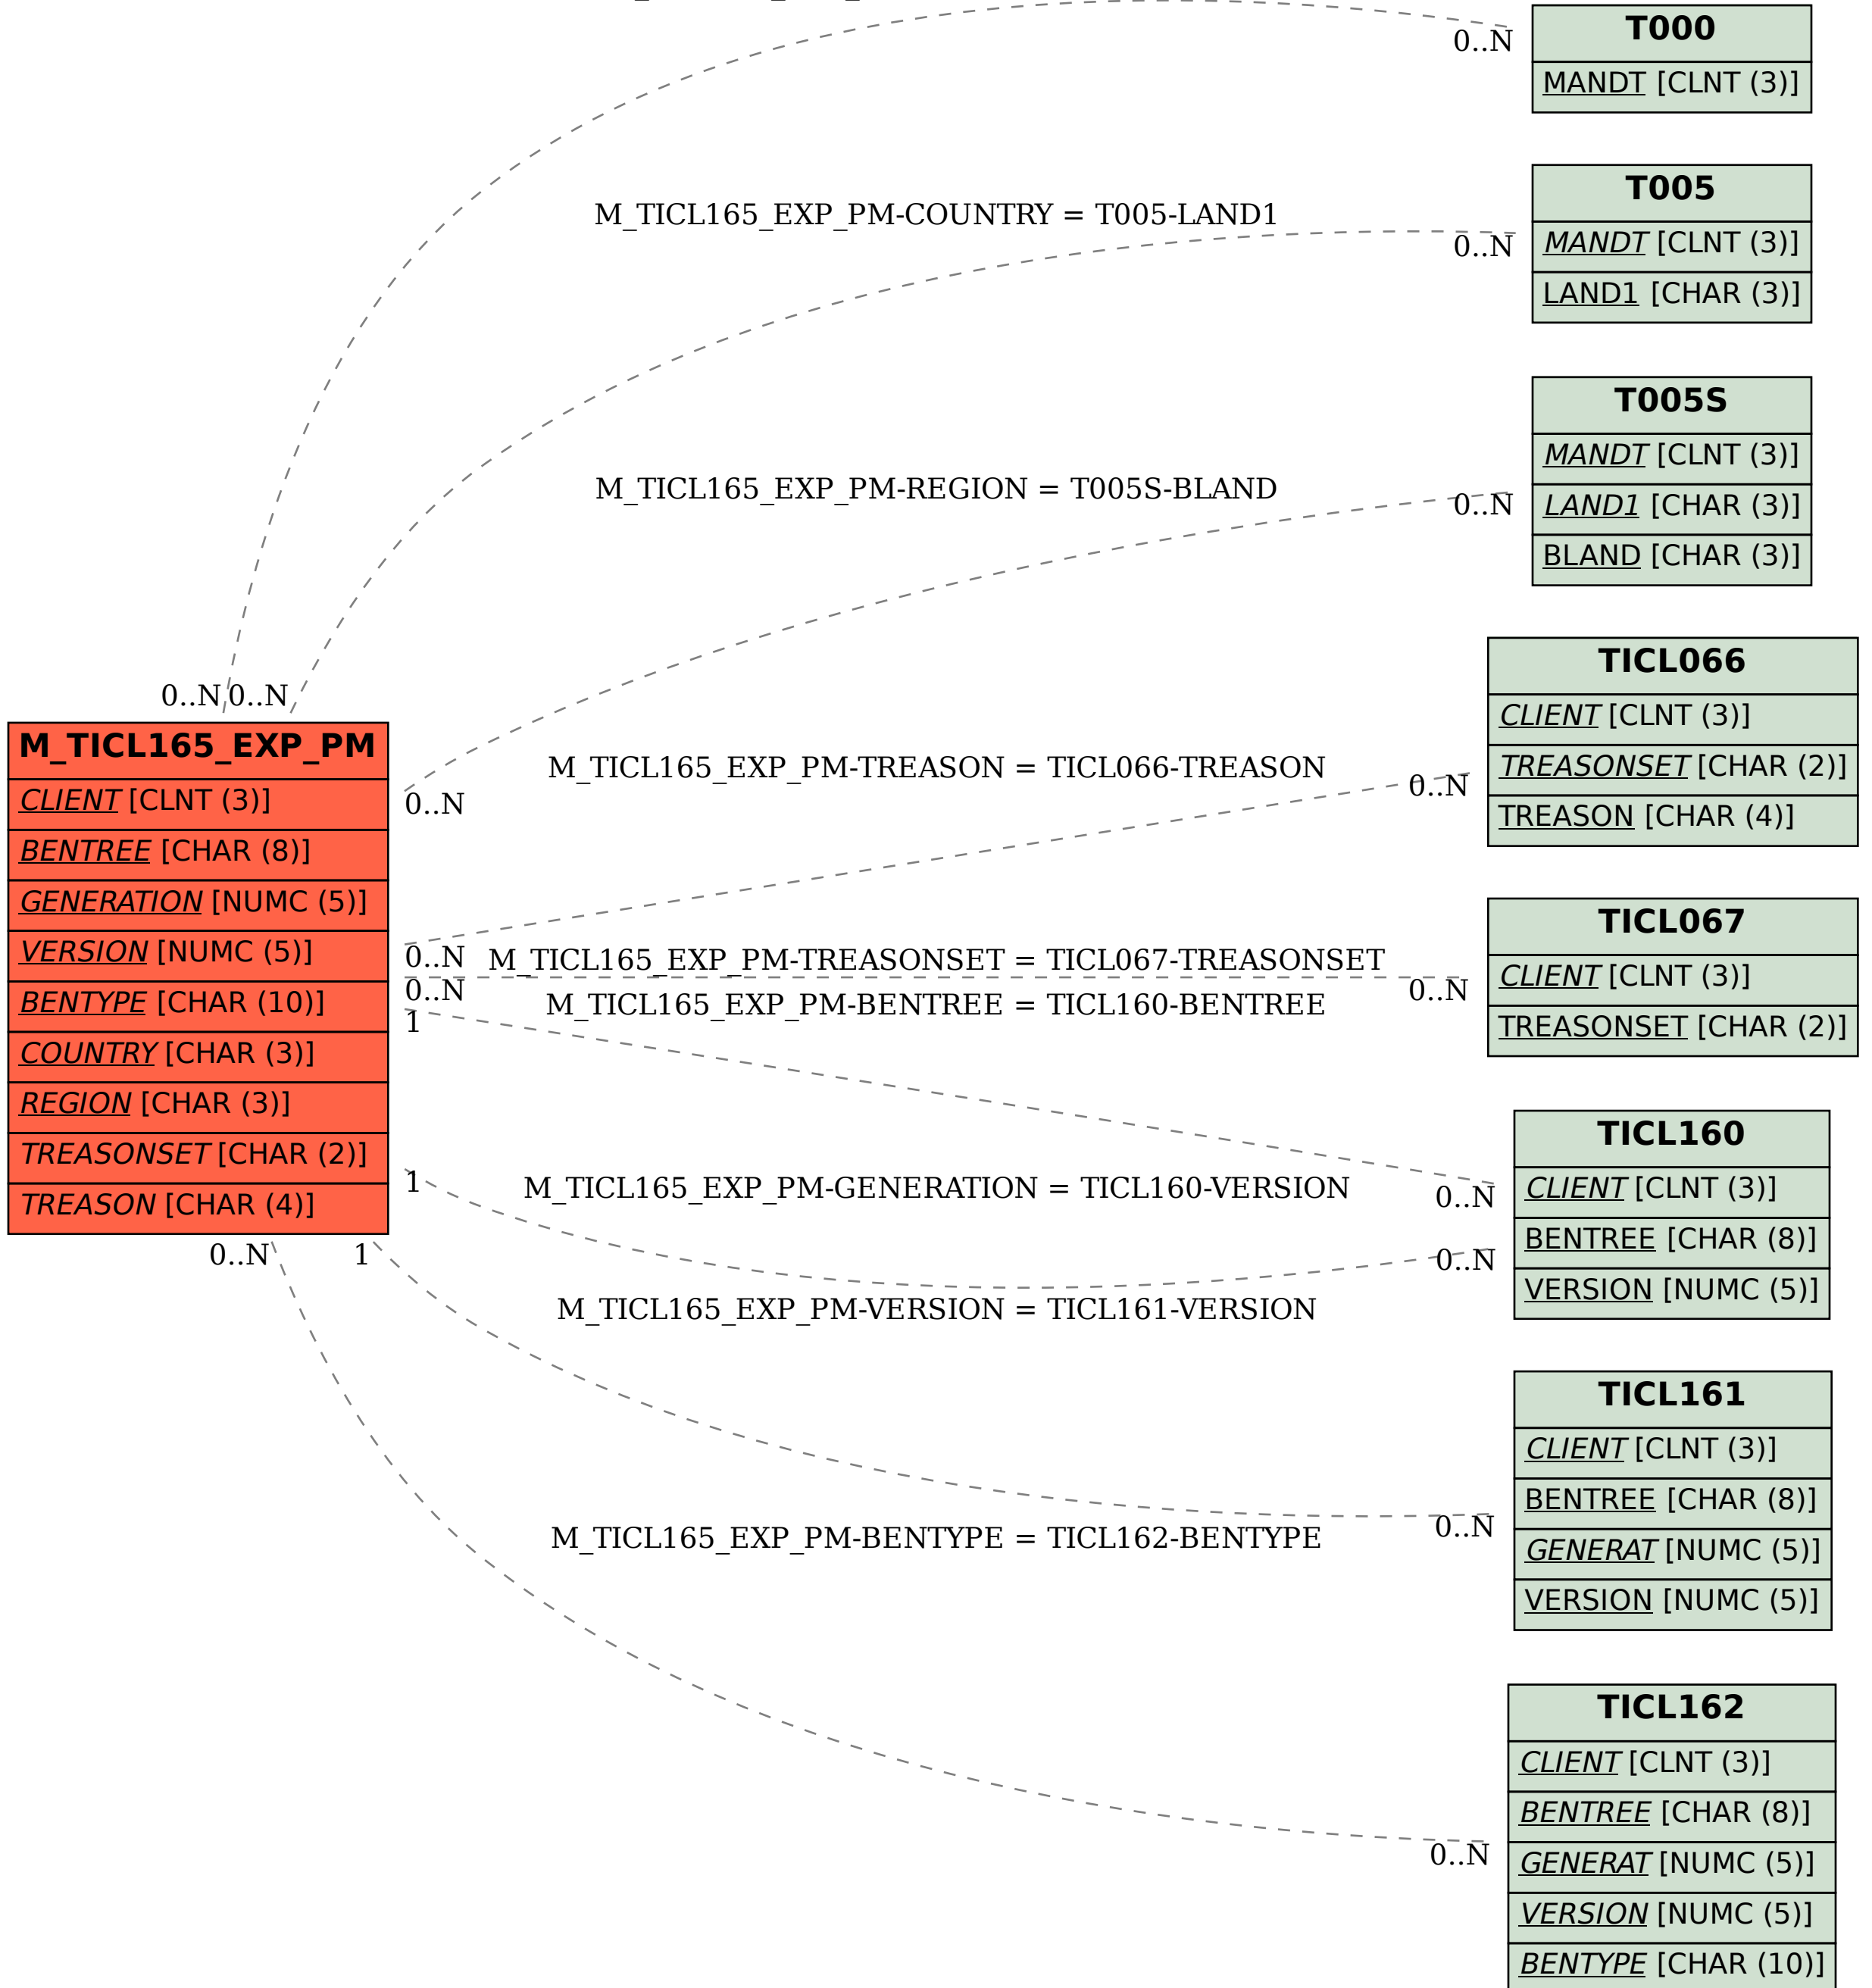 T000
0..N
MANDT [CLNT (3)]
T005
M_TICL165_EXP_PM-COUNTRY = T005-LAND1
0..N
MANDT [CLNT (3)]
LAND1 [CHAR (3)]
T005S
MANDT [CLNT (3)]
M_TICL165_EXP_PM-REGION = T005S-BLAND
0..N
LAND1 [CHAR (3)]
BLAND [CHAR (3)]
TICL066
0..N 0..N
CLIENT [CLNT (3)]
M_TICL165_EXP_PM
M_TICL165_EXP_PM-TREASON = TICL066-TREASON
TREASONSET [CHAR (2)]
0..N
CLIENT [CLNT (3)]
0..N
TREASON [CHAR (4)]
BENTREE [CHAR (8)]
GENERATION [NUMC (5)]
TICL067
VERSION [NUMC (5)]
0..N
M_TICL165_EXP_PM-TREASONSET = TICL067-TREASONSET
CLIENT [CLNT (3)]
0..N
0..N
BENTYPE [CHAR (10)]
M_TICL165_EXP_PM-BENTREE = TICL160-BENTREE
1
TREASONSET [CHAR (2)]
COUNTRY [CHAR (3)]
REGION [CHAR (3)]
TICL160
TREASONSET [CHAR (2)]
1
M_TICL165_EXP_PM-GENERATION = TICL160-VERSION
0..N
CLIENT [CLNT (3)]
TREASON [CHAR (4)]
BENTREE [CHAR (8)]
0..N
1
0..N
VERSION [NUMC (5)]
M_TICL165_EXP_PM-VERSION = TICL161-VERSION
TICL161
CLIENT [CLNT (3)]
BENTREE [CHAR (8)]
0..N
M_TICL165_EXP_PM-BENTYPE = TICL162-BENTYPE
GENERAT [NUMC (5)]
VERSION [NUMC (5)]
TICL162
CLIENT [CLNT (3)]
BENTREE [CHAR (8)]
0..N
GENERAT [NUMC (5)]
VERSION [NUMC (5)]
BENTYPE [CHAR (10)]